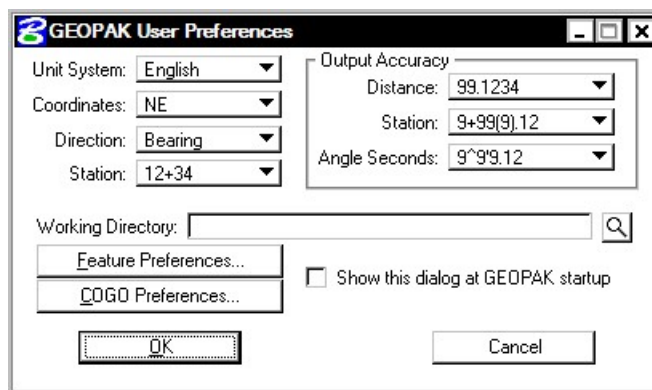 GEOPAK User Preferences
Unit System: English
Coordinates: NE
Direction: Bearing
Station: 12+34
Output Accuracy
Distance: 99.1234
Station: 9+99(9).12
Angle Seconds: 9^9'9.12
Working Directory:
Feature Preferences...
COGO Preferences...
Show this dialog at GEOPAK startup
OK
Cancel